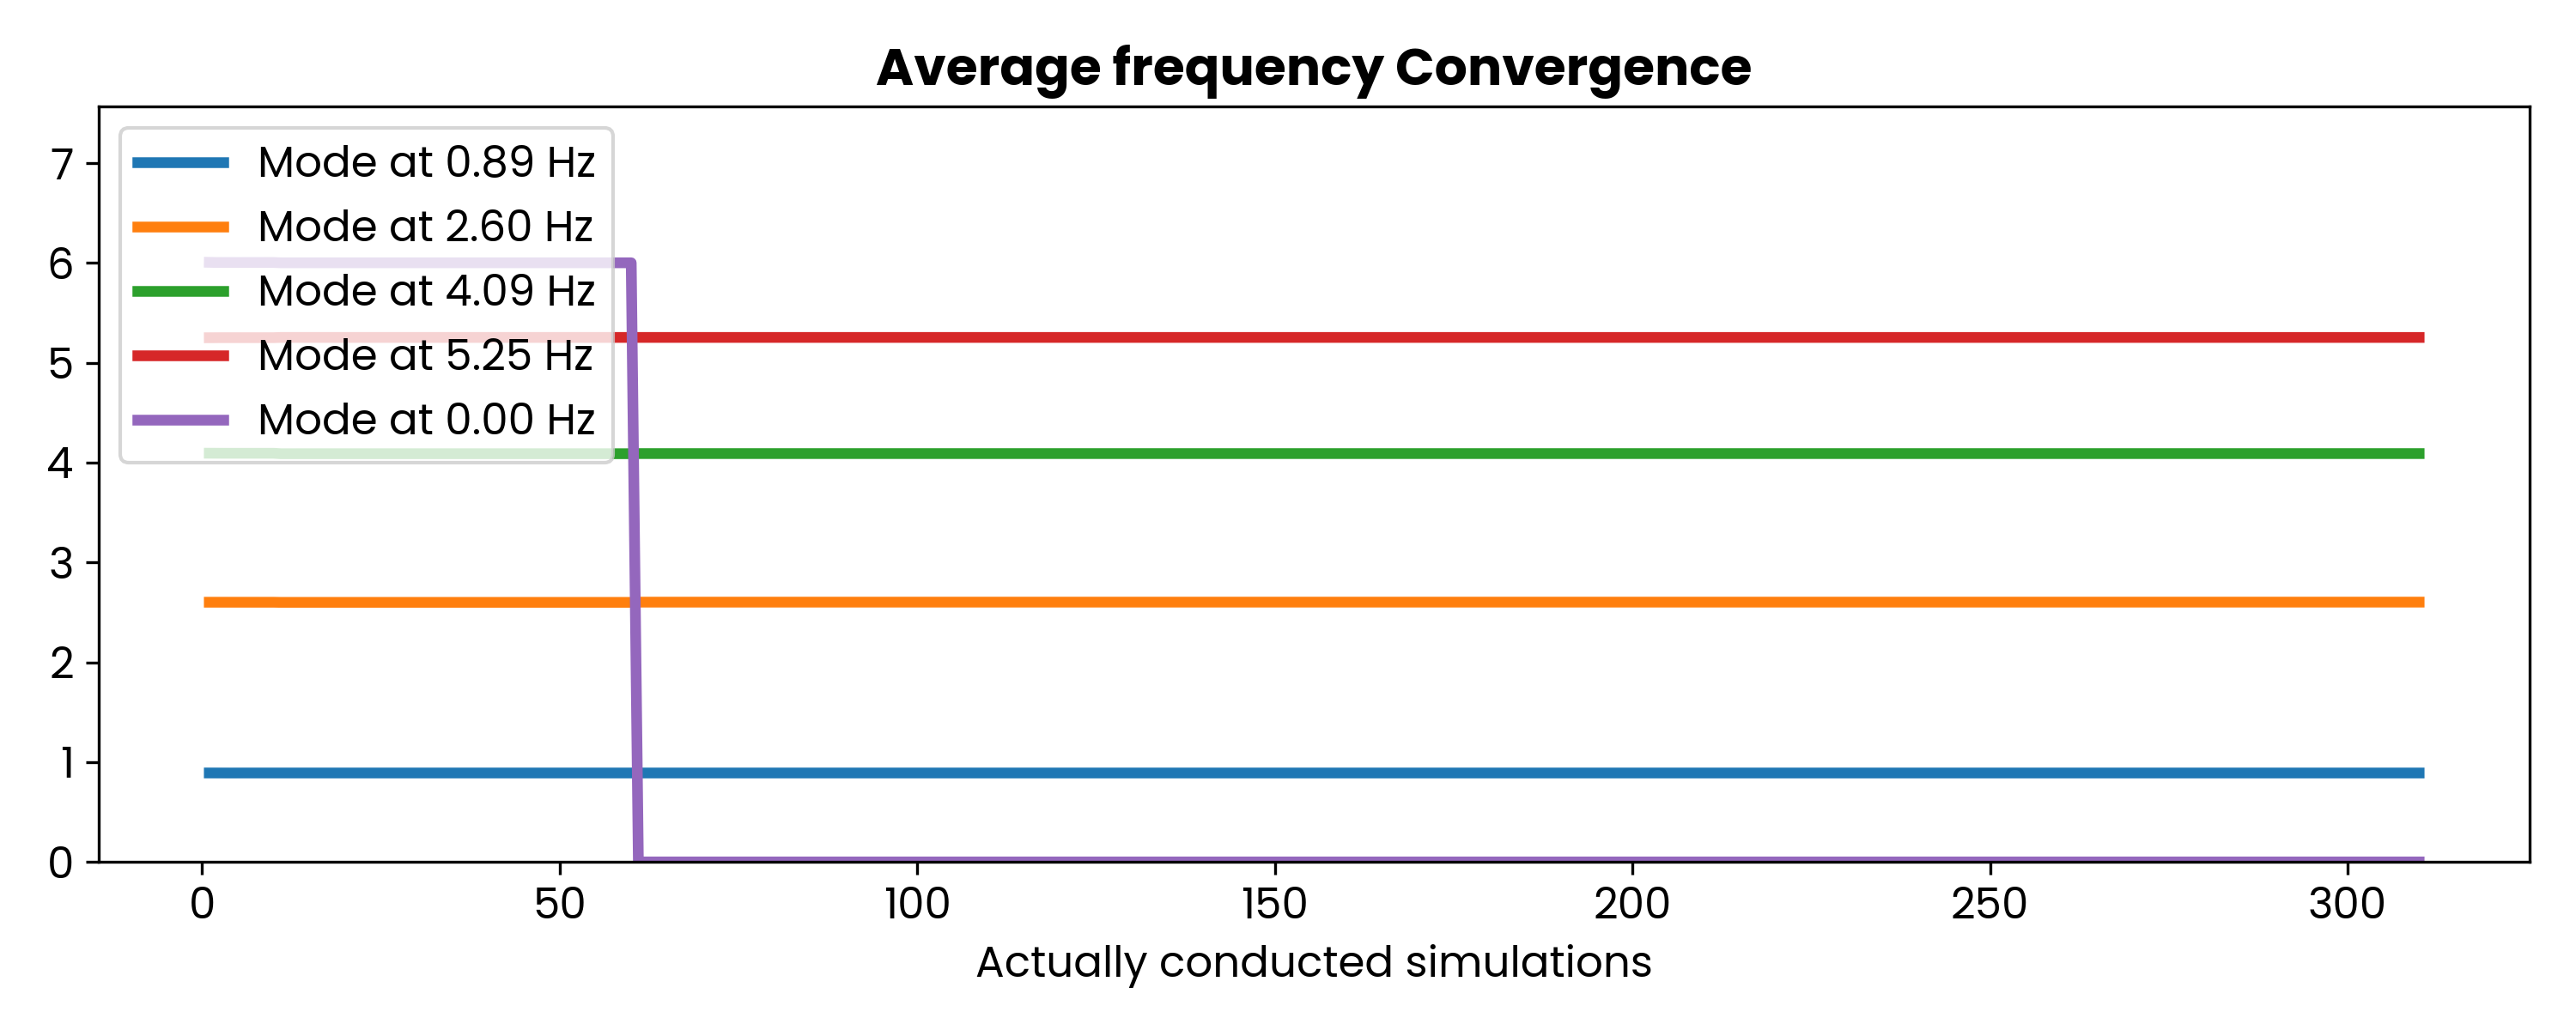 Average frequency Convergence
Mode at 0.89 Hz
Mode at 2.60 Hz
Mode at 4.09 Hz
Mode at 5.25 Hz
Mode at 0.00 Hz
7
6
5
4
3
2
1
0
0 50 100 150 200 250 300
Actually conducted simulations